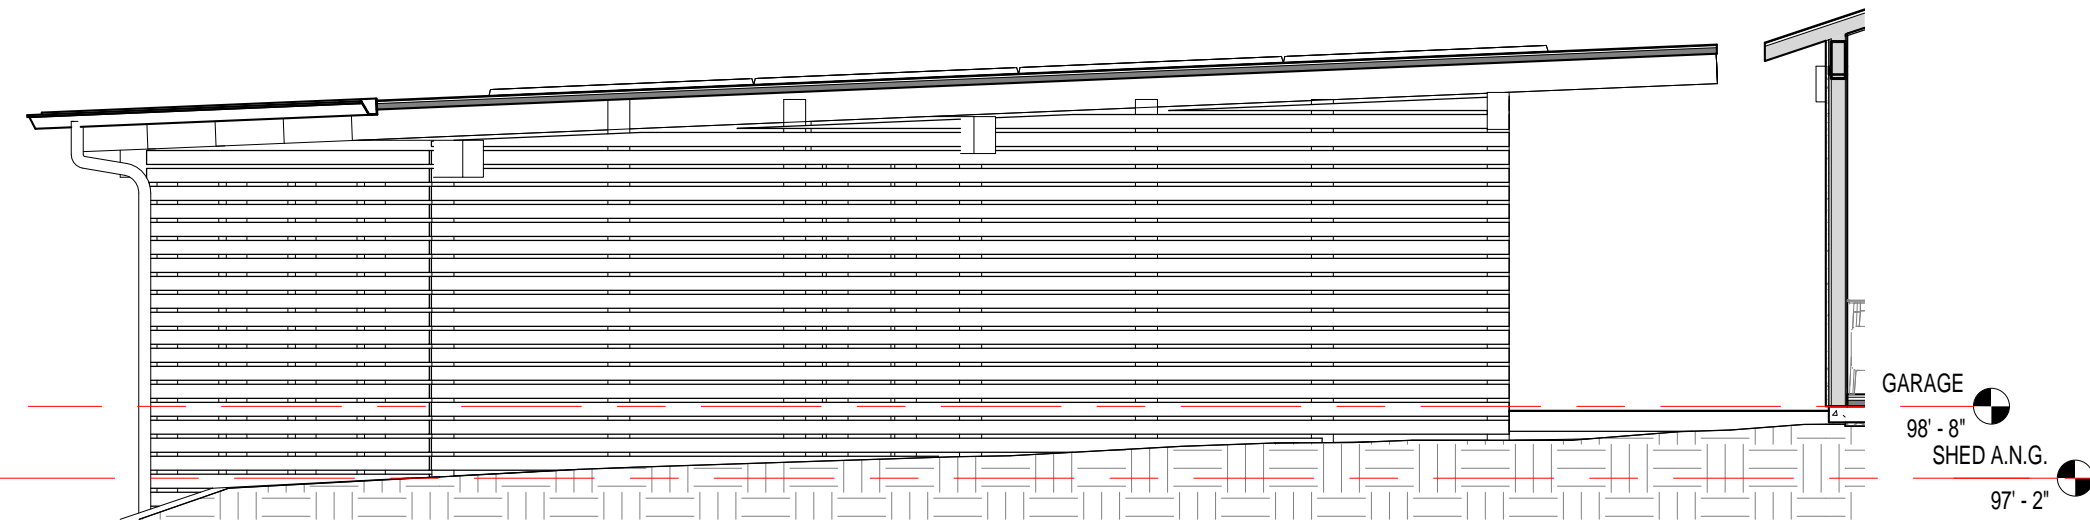 GARAGE
98' - 8"
SHED A.N.G.
97' - 2"